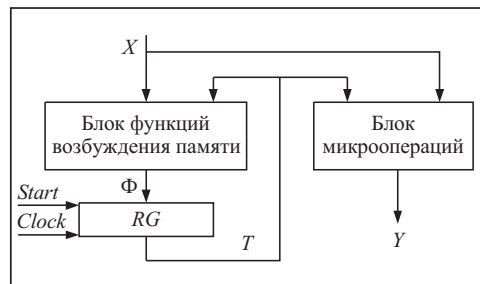 X
Блок функций
возбуждения памяти
Блок
микроопераций
Φ
Start
Clock
RG
T
Y